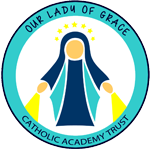 OUR LADY OF GRACE
CATHOLIC ACADEMY TRUST